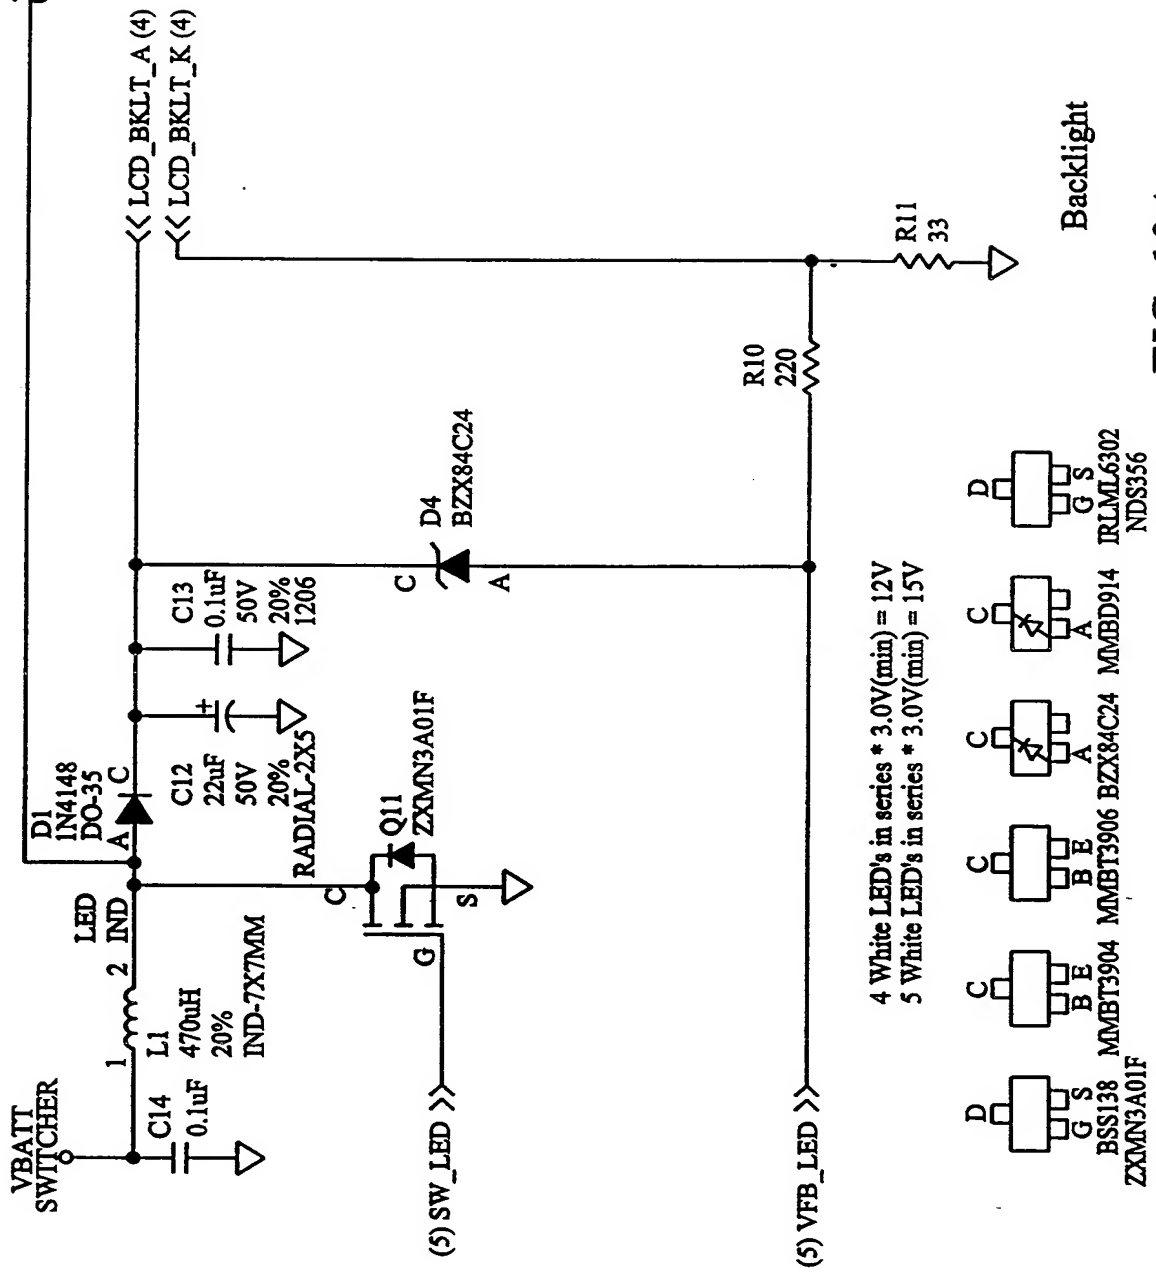 VBATT
SWITCHER
C14
0.1uF
1
2
L1
470uH
20%
IND-7X7MM
LED
IND
D1
1N4148
DO-35
A
C
C12
22uF
50V
20%
RADIAL-2X5
+
C13
0.1uF
50V
20%
1206
LCD_BKLT_A (4)
LCD_BKLT_K (4)
C
Q11
ZXMN3A01F
G
S
(5) SW_LED
C
D4
BZX84C24
A
R10
220
R11
33
(5) VFB_LED
Backlight
4 White LED's in series * 3.0V(min) = 12V
5 White LED's in series * 3.0V(min) = 15V
D
G S
BSS138
ZXMN3A01F
C
B E
MMBT3904
C
B E
MMBT3906
C
A
BZX84C24
C
A
MMBD914
D
G S
IRLML6302
NDS356